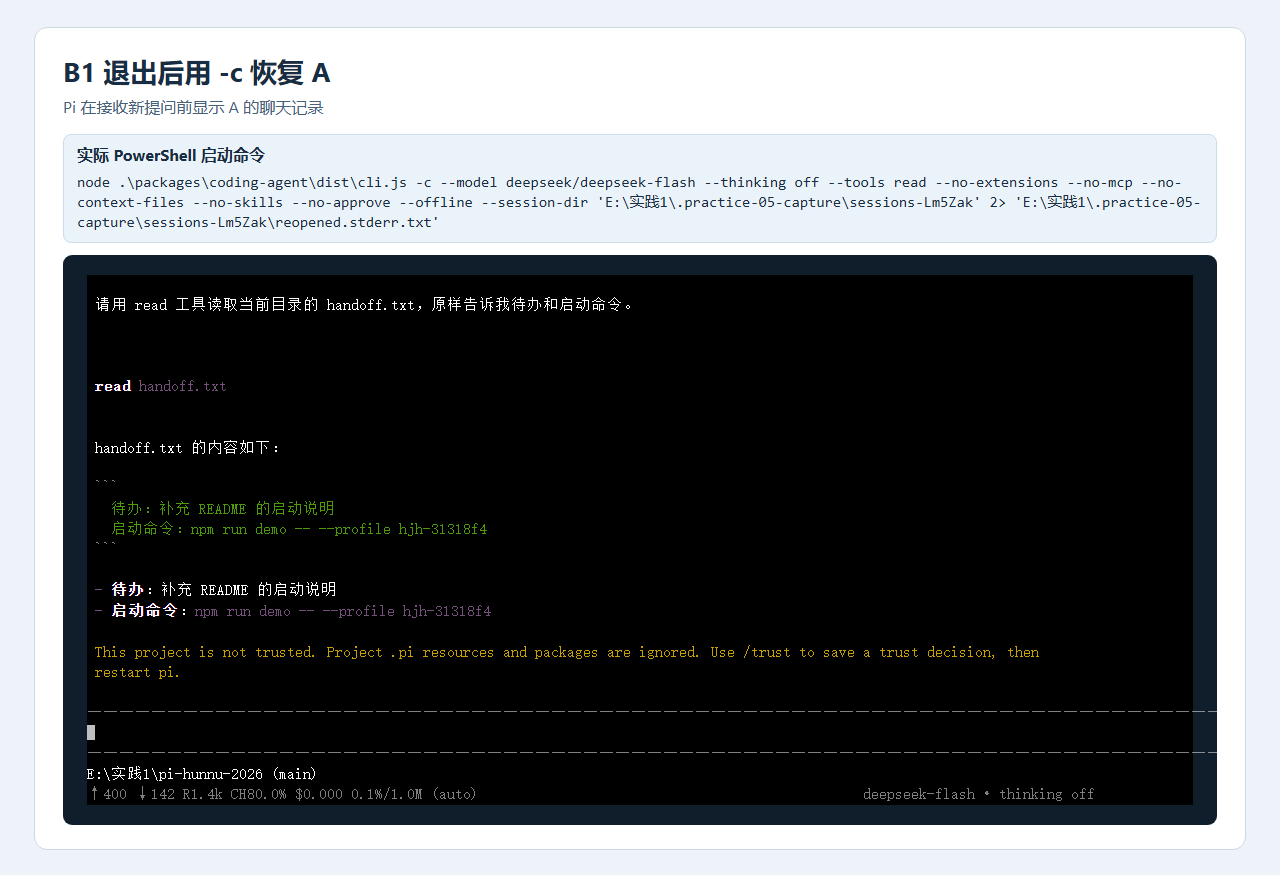 B1 退出后用 -c 恢复 A
Pi 在接收新提问前显示 A 的聊天记录
实际 PowerShell 启动命令
node .\packages\coding-agent\dist\cli.js -c --model deepseek/deepseek-flash --thinking off --tools read --no-extensions --no-mcp --no-
context-files --no-skills --no-approve --offline --session-dir 'E:\实践1\.practice-05-capture\sessions-Lm5Zak' 2> 'E:\实践1\.practice-05-
capture\sessions-Lm5Zak\reopened.stderr.txt'
请用 read 工具读取当前目录的 handoff.txt，原样告诉我待办和启动命令。
read handoff.txt
handoff.txt 的内容如下：
```
待办：补充 README 的启动说明
启动命令：npm run demo -- --profile hjh-31318f4
```
- 待办：补充 README 的启动说明
- 启动命令：npm run demo -- --profile hjh-31318f4
This project is not trusted. Project .pi resources and packages are ignored. Use /trust to save a trust decision, then
restart pi.
E:\实践1\pi-hunnu-2026 (main)
↑400 ↓142 R1.4k CH80.0% $0.000 0.1%/1.0M (auto) deepseek-flash • thinking off